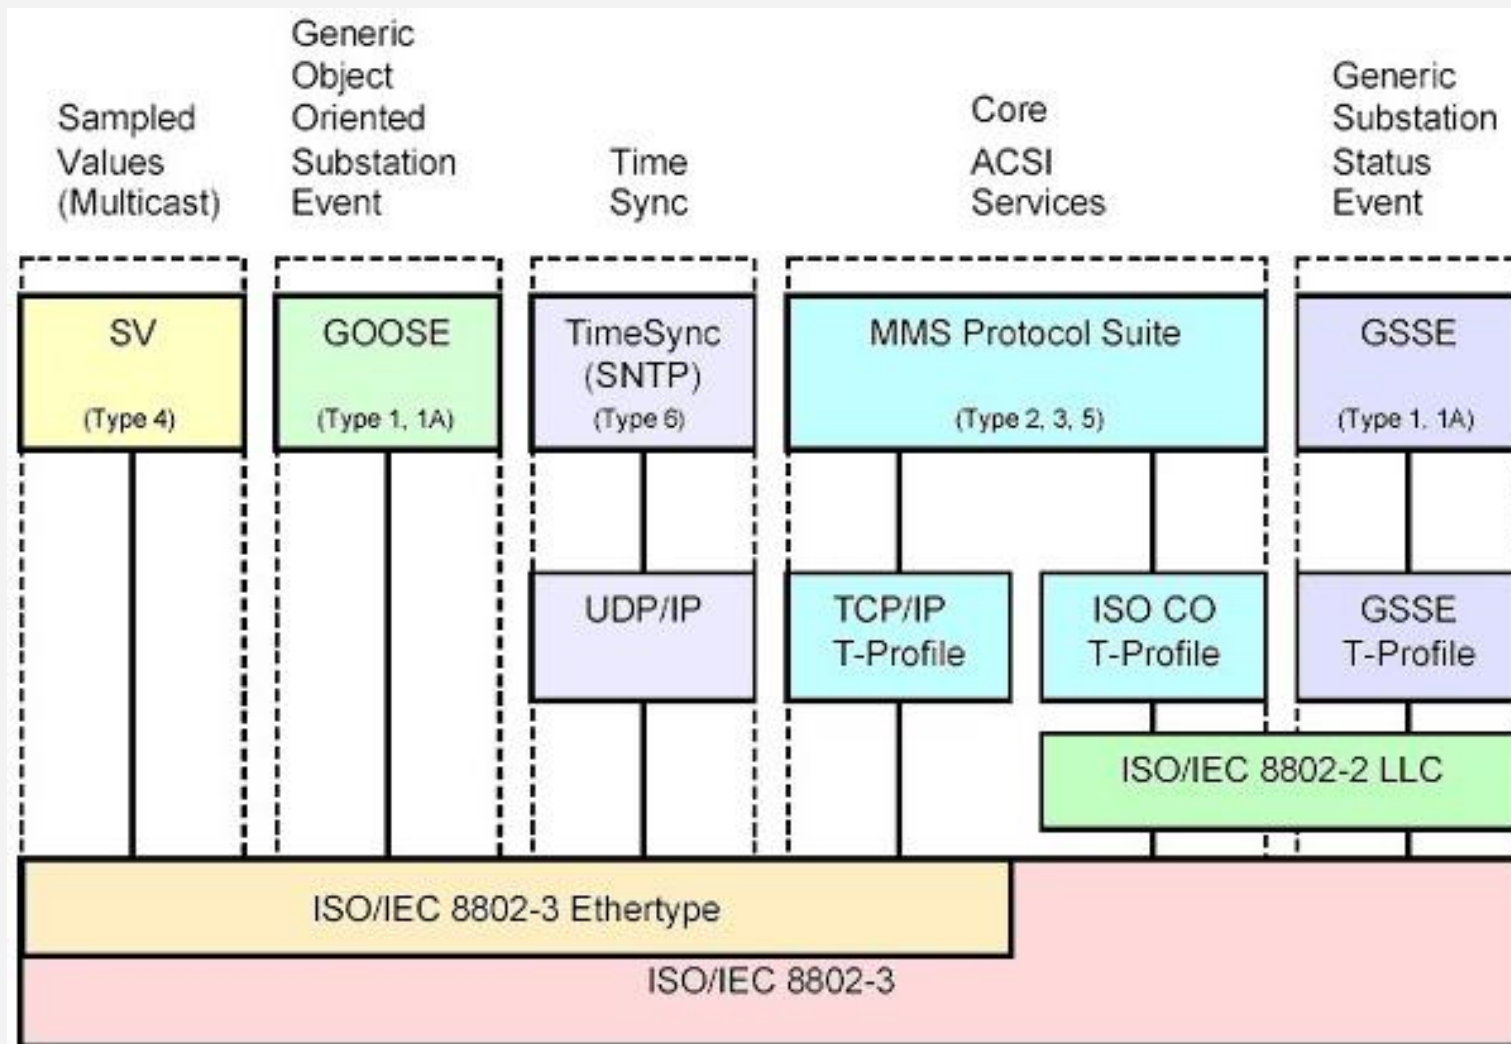 Sampled
Values
(Multicast)
Generic
Object
Oriented
Substation
Event
Time
Sync
Core
ACSI
Services
Generic
Substation
Status
Event
SV
(Type 4)
GOOSE
(Type 1, 1A)
TimeSync
(SNTP)
(Type 6)
MMS Protocol Suite
(Type 2, 3, 5)
GSSE
(Type 1, 1A)
UDP/IP
TCP/IP
T-Profile
ISO CO
T-Profile
GSSE
T-Profile
ISO/IEC 8802-2 LLC
ISO/IEC 8802-3 Ethertype
ISO/IEC 8802-3